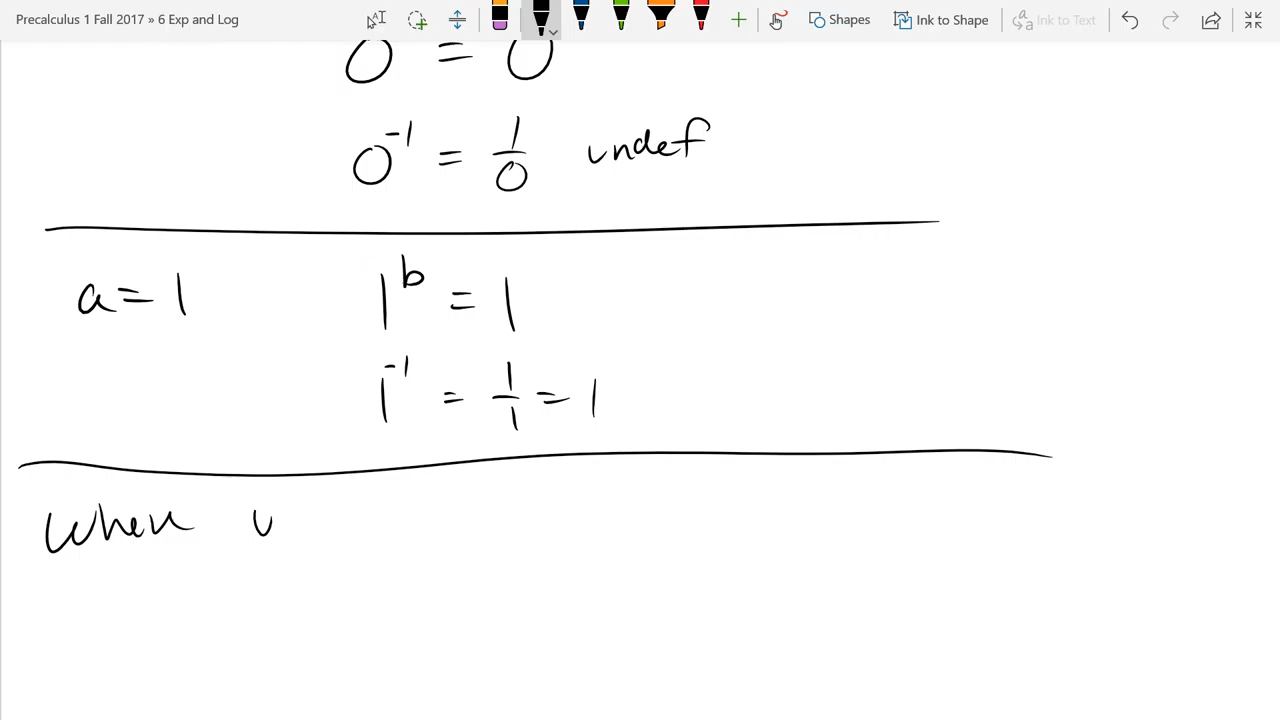 Precalculus 1 Fall 2017 » 6 Exp and Log
Shapes
Ink to Shape
Ink to Text
0 = 0
0⁻¹ = 1/0 undef
a = 1 1ᵇ = 1
1⁻¹ = 1/1 = 1
When